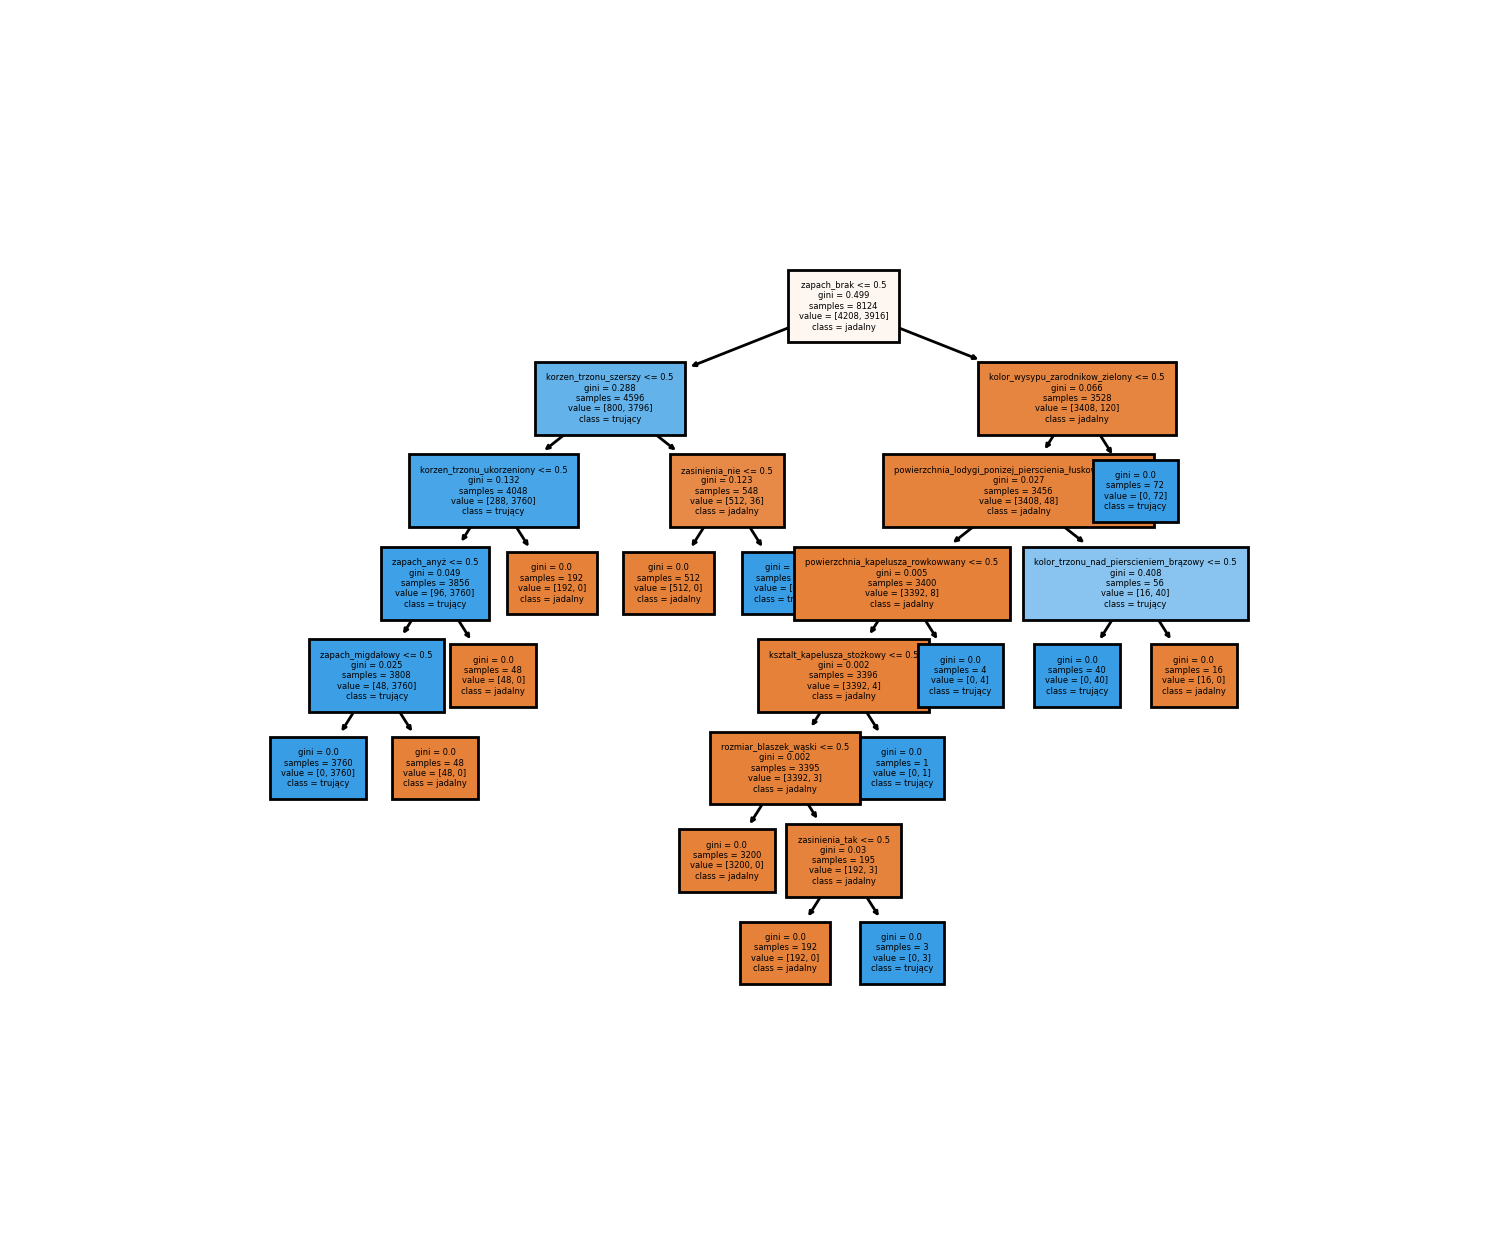 zapach_brak <= 0.5
gini = 0.499
samples = 8124
value = [4208, 3916]
class = jadalny
korzen_trzonu_szerszy <= 0.5
gini = 0.288
samples = 4596
value = [800, 3796]
class = trujący
kolor_wysypu_zarodnikow_zielony <= 0.5
gini = 0.066
samples = 3528
value = [3408, 120]
class = jadalny
korzen_trzonu_ukorzeniony <= 0.5
gini = 0.132
samples = 4048
value = [288, 3760]
class = trujący
zasinienia_nie <= 0.5
gini = 0.123
samples = 548
value = [512, 36]
class = jadalny
gini = 0.027
samples = 3456
value = [3408, 48]
class = jadalny
gini = 0.0
samples = 72
value = [0, 72]
class = trujący
zapach_anyż <= 0.5
gini = 0.049
samples = 3856
value = [96, 3760]
class = trujący
gini = 0.0
samples = 192
value = [192, 0]
class = jadalny
gini = 0.0
samples = 512
value = [512, 0]
class = jadalny
gini =
samples
value = [
class =
powierzchnia_kapelusza_rowkowwany <= 0.5
gini = 0.005
samples = 3400
value = [3392, 8]
class = jadalny
kolor_trzonu_nad_pierscieniem_brązowy <= 0.5
gini = 0.408
samples = 56
value = [16, 40]
class = trujący
zapach_migdałowy <= 0.5
gini = 0.025
samples = 3808
value = [48, 3760]
class = trujący
gini = 0.0
samples = 48
value = [48, 0]
class = jadalny
ksztalt_kapelusza_stożkowy <= 0.5
gini = 0.002
samples = 3396
value = [3392, 4]
class = jadalny
gini = 0.0
samples = 4
value = [0, 4]
class = trujący
gini = 0.0
samples = 40
value = [0, 40]
class = trujący
gini = 0.0
samples = 16
value = [16, 0]
class = jadalny
gini = 0.0
samples = 3760
value = [0, 3760]
class = trujący
gini = 0.0
samples = 48
value = [48, 0]
class = jadalny
rozmiar_blaszek_wąski <= 0.5
gini = 0.002
samples = 3395
value = [3392, 3]
class = jadalny
gini = 0.0
samples = 1
value = [0, 1]
class = trujący
gini = 0.0
samples = 3200
value = [3200, 0]
class = jadalny
zasinienia_tak <= 0.5
gini = 0.03
samples = 195
value = [192, 3]
class = jadalny
gini = 0.0
samples = 192
value = [192, 0]
class = jadalny
gini = 0.0
samples = 3
value = [0, 3]
class = trujący